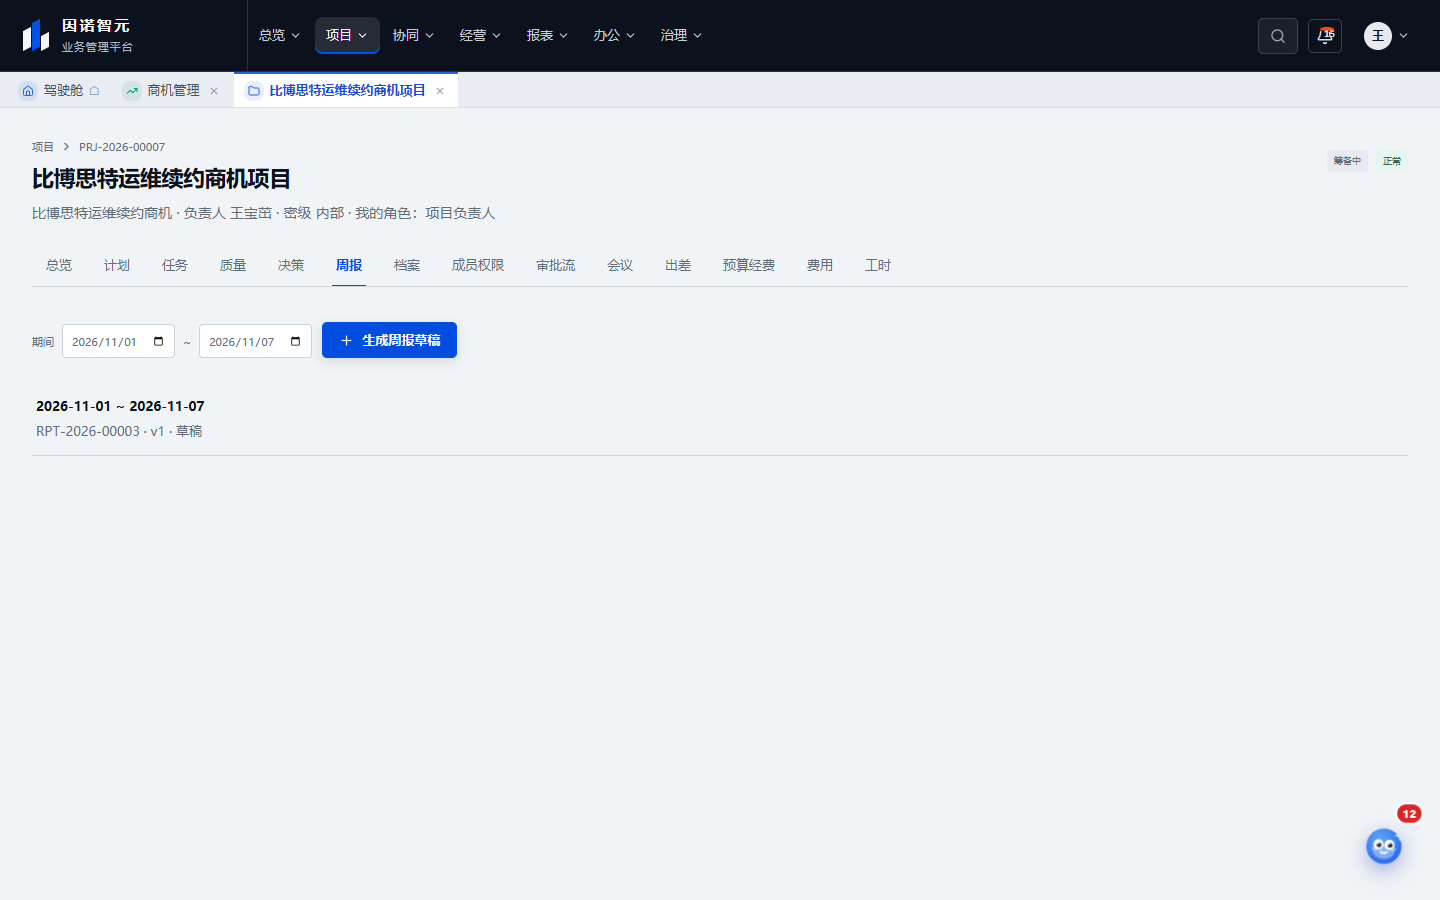 因诺智元
业务管理平台
总览 项目 协同 经营 报表 办公 治理
16
王
驾驶舱 商机管理 比博思特运维续约商机项目
项目 PRJ-2026-00007
筹备中 正常
比博思特运维续约商机项目
比博思特运维续约商机 · 负责人 王宝茁 · 密级 内部 · 我的角色：项目负责人
总览 计划 任务 质量 决策 周报 档案 成员权限 审批流 会议 出差 预算经费 费用 工时
期间 2026/11/01 ~ 2026/11/07 生成周报草稿
2026-11-01 ~ 2026-11-07
RPT-2026-00003 · v1 · 草稿
12